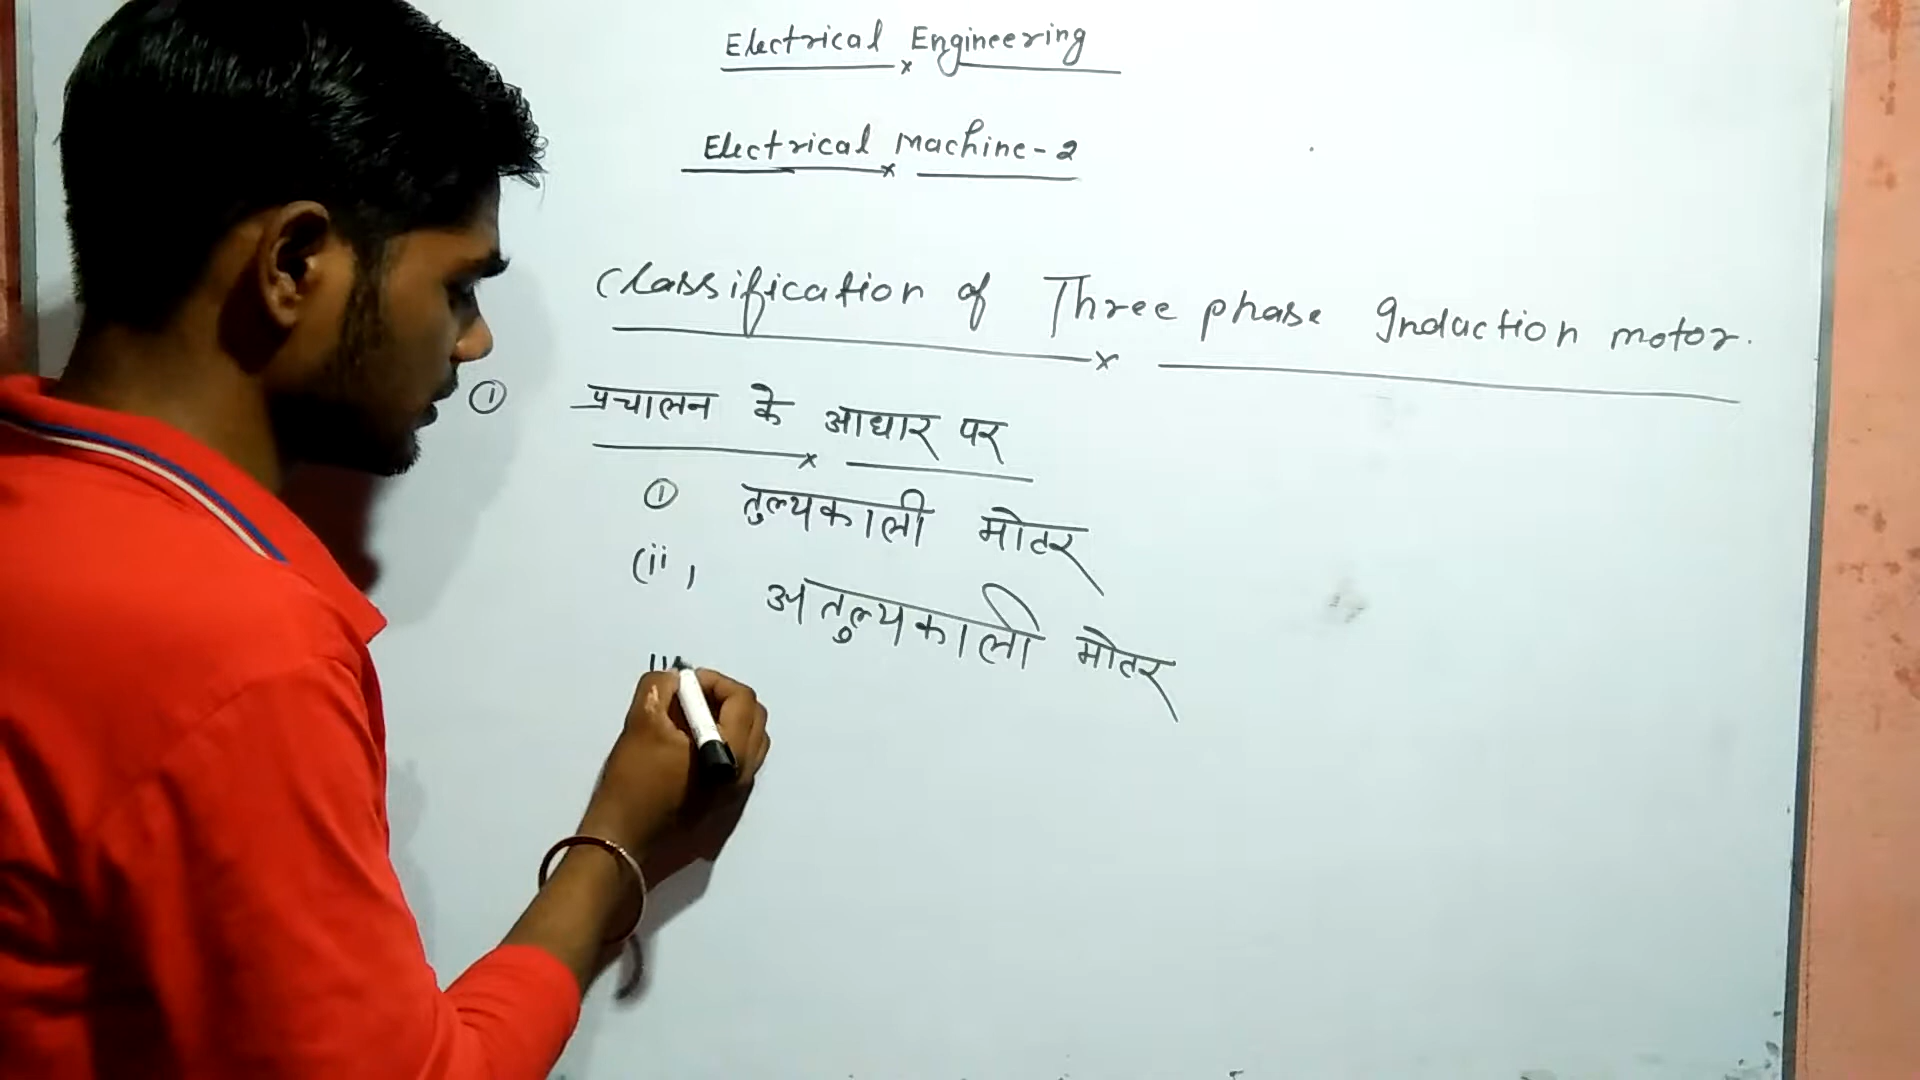 Electrical Engineering
Electrical Machine-2
Classification of Three phase Induction motor.
① प्रचालन के आधार पर
① तुल्यकाली मोटर
(ii) अतुल्यकाली मोटर